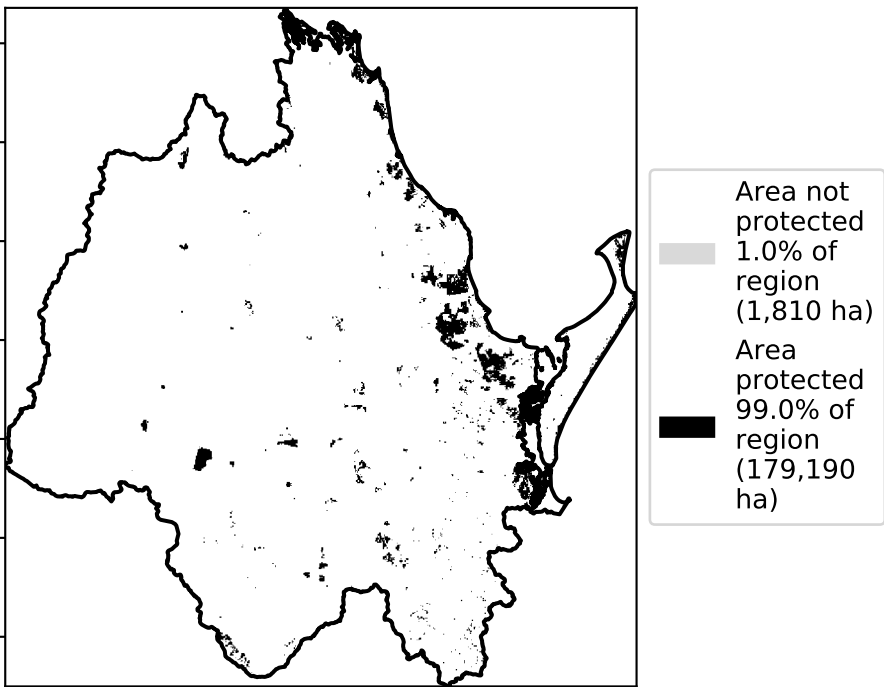 Area not
protected
1.0% of
region
(1,810 ha)
Area
protected
99.0% of
region
(179,190
ha)